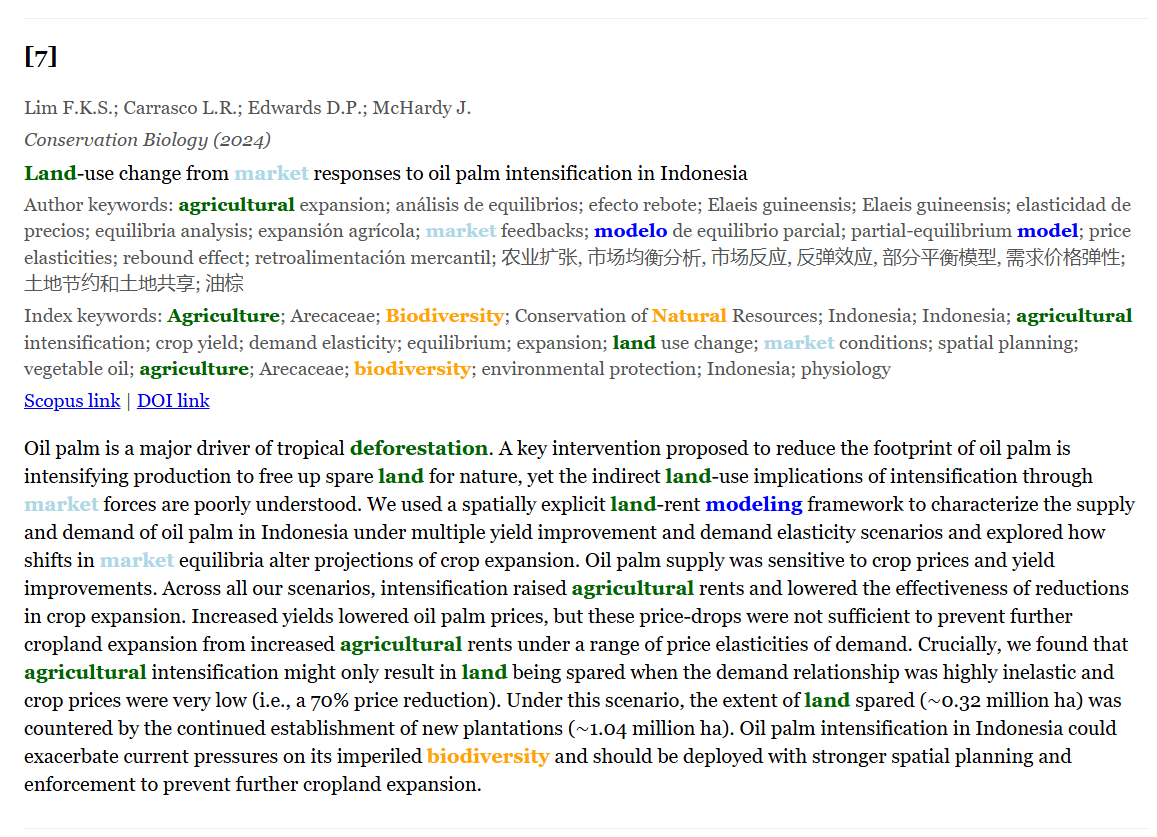 [7]
Lim F.K.S.; Carrasco L.R.; Edwards D.P.; McHardy J.
Conservation Biology (2024)
Land-use change from market responses to oil palm intensification in Indonesia
Author keywords: agricultural expansion; análisis de equilibrios; efecto rebote; Elaeis guineensis; Elaeis guineensis; elasticidad de
precios; equilibria analysis; expansión agrícola; market feedbacks; modelo de equilibrio parcial; partial-equilibrium model; price
elasticities; rebound effect; retroalimentación mercantil; 农业扩张, 市场均衡分析, 市场反应, 反弹效应, 部分平衡模型, 需求价格弹性;
土地节约和土地共享; 油棕
Index keywords: Agriculture; Arecaceae; Biodiversity; Conservation of Natural Resources; Indonesia; Indonesia; agricultural
intensification; crop yield; demand elasticity; equilibrium; expansion; land use change; market conditions; spatial planning;
vegetable oil; agriculture; Arecaceae; biodiversity; environmental protection; Indonesia; physiology
Scopus link | DOI link
Oil palm is a major driver of tropical deforestation. A key intervention proposed to reduce the footprint of oil palm is
intensifying production to free up spare land for nature, yet the indirect land-use implications of intensification through
market forces are poorly understood. We used a spatially explicit land-rent modeling framework to characterize the supply
and demand of oil palm in Indonesia under multiple yield improvement and demand elasticity scenarios and explored how
shifts in market equilibria alter projections of crop expansion. Oil palm supply was sensitive to crop prices and yield
improvements. Across all our scenarios, intensification raised agricultural rents and lowered the effectiveness of reductions
in crop expansion. Increased yields lowered oil palm prices, but these price-drops were not sufficient to prevent further
cropland expansion from increased agricultural rents under a range of price elasticities of demand. Crucially, we found that
agricultural intensification might only result in land being spared when the demand relationship was highly inelastic and
crop prices were very low (i.e., a 70% price reduction). Under this scenario, the extent of land spared (~0.32 million ha) was
countered by the continued establishment of new plantations (~1.04 million ha). Oil palm intensification in Indonesia could
exacerbate current pressures on its imperiled biodiversity and should be deployed with stronger spatial planning and
enforcement to prevent further cropland expansion.